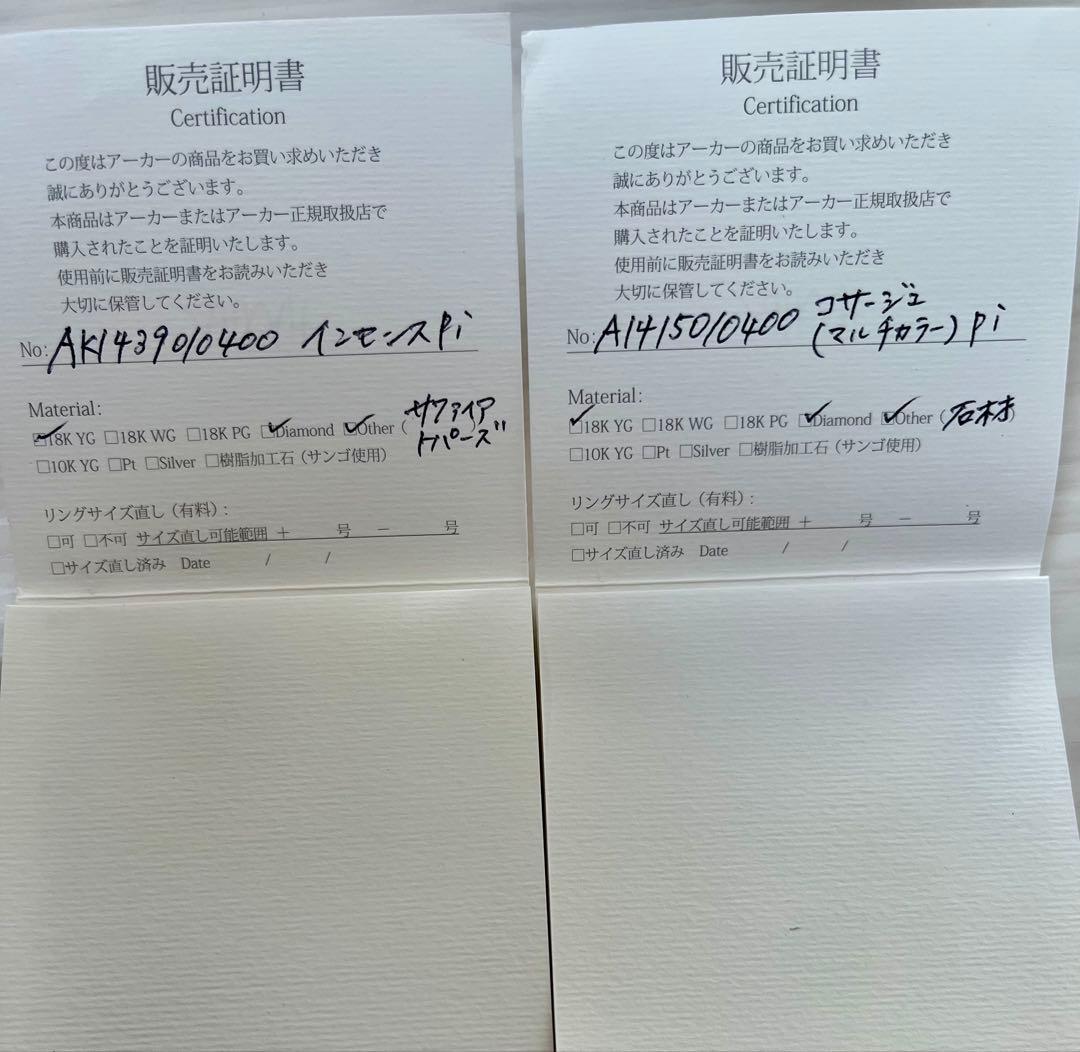 販売証明書
Certification
この度はアーカーの商品をお買い求めいただき
誠にありがとうございます。
本商品はアーカーまたはアーカー正規取扱店で
購入されたことを証明いたします。
使用前に販売証明書をお読みいただき
大切に保管してください。
No: AK1439010400 インセンスpi
Material:
☑18K YG □18K WG □18K PG ☑Diamond ☑Other (サファイア
トパーズ
□10K YG □Pt □Silver □樹脂加工石 (サンゴ使用)
リングサイズ直し (有料) :
□可 □不可 サイズ直し可能範囲 + 号 − 号
□サイズ直し済み Date / /
販売証明書
Certification
この度はアーカーの商品をお買い求めいただき
誠にありがとうございます。
本商品はアーカーまたはアーカー正規取扱店で
購入されたことを証明いたします。
使用前に販売証明書をお読みいただき
大切に保管してください。
コサージュ
No: A1415010400 (マルチカラー) pi
Material:
☑18K YG □18K WG □18K PG ☑Diamond ☑Other (石材
□10K YG □Pt □Silver □樹脂加工石 (サンゴ使用)
リングサイズ直し (有料) :
□可 □不可 サイズ直し可能範囲 + 号 − 号
□サイズ直し済み Date / /